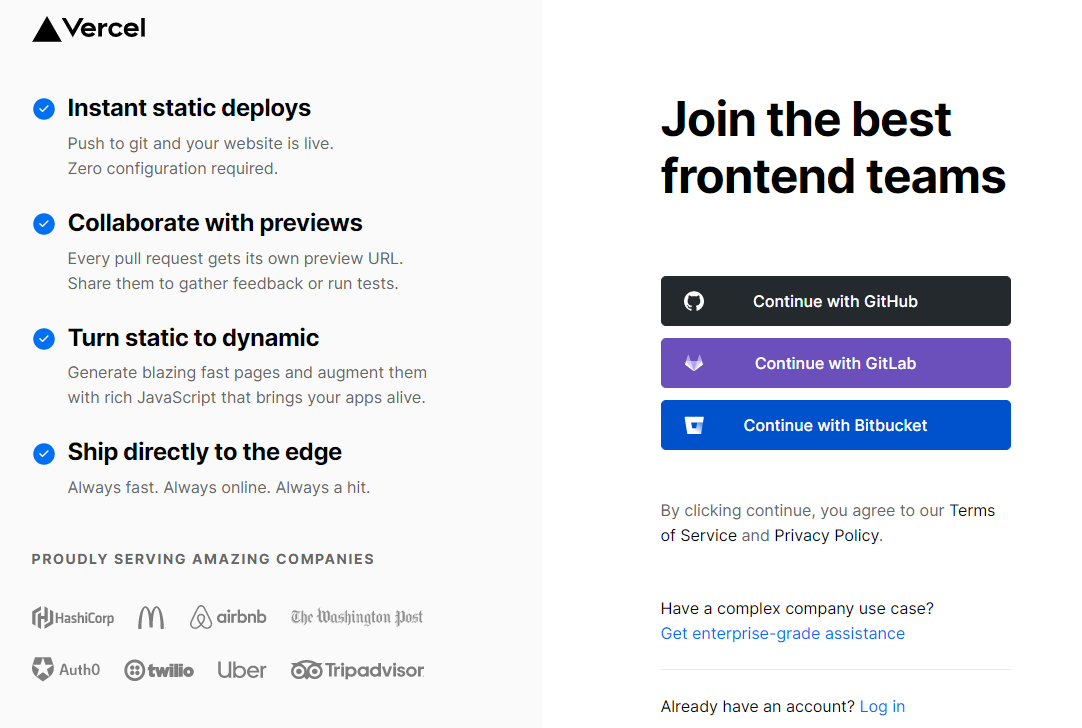 Vercel
Instant static deploys
Push to git and your website is live.
Zero configuration required.
Collaborate with previews
Every pull request gets its own preview URL.
Share them to gather feedback or run tests.
Turn static to dynamic
Generate blazing fast pages and augment them
with rich JavaScript that brings your apps alive.
Ship directly to the edge
Always fast. Always online. Always a hit.
PROUDLY SERVING AMAZING COMPANIES
HashiCorp airbnb The Washington Post
Auth0 twilio Uber Tripadvisor
Join the best
frontend teams
Continue with GitHub
Continue with GitLab
Continue with Bitbucket
By clicking continue, you agree to our Terms
of Service and Privacy Policy.
Have a complex company use case?
Get enterprise-grade assistance
Already have an account? Log in